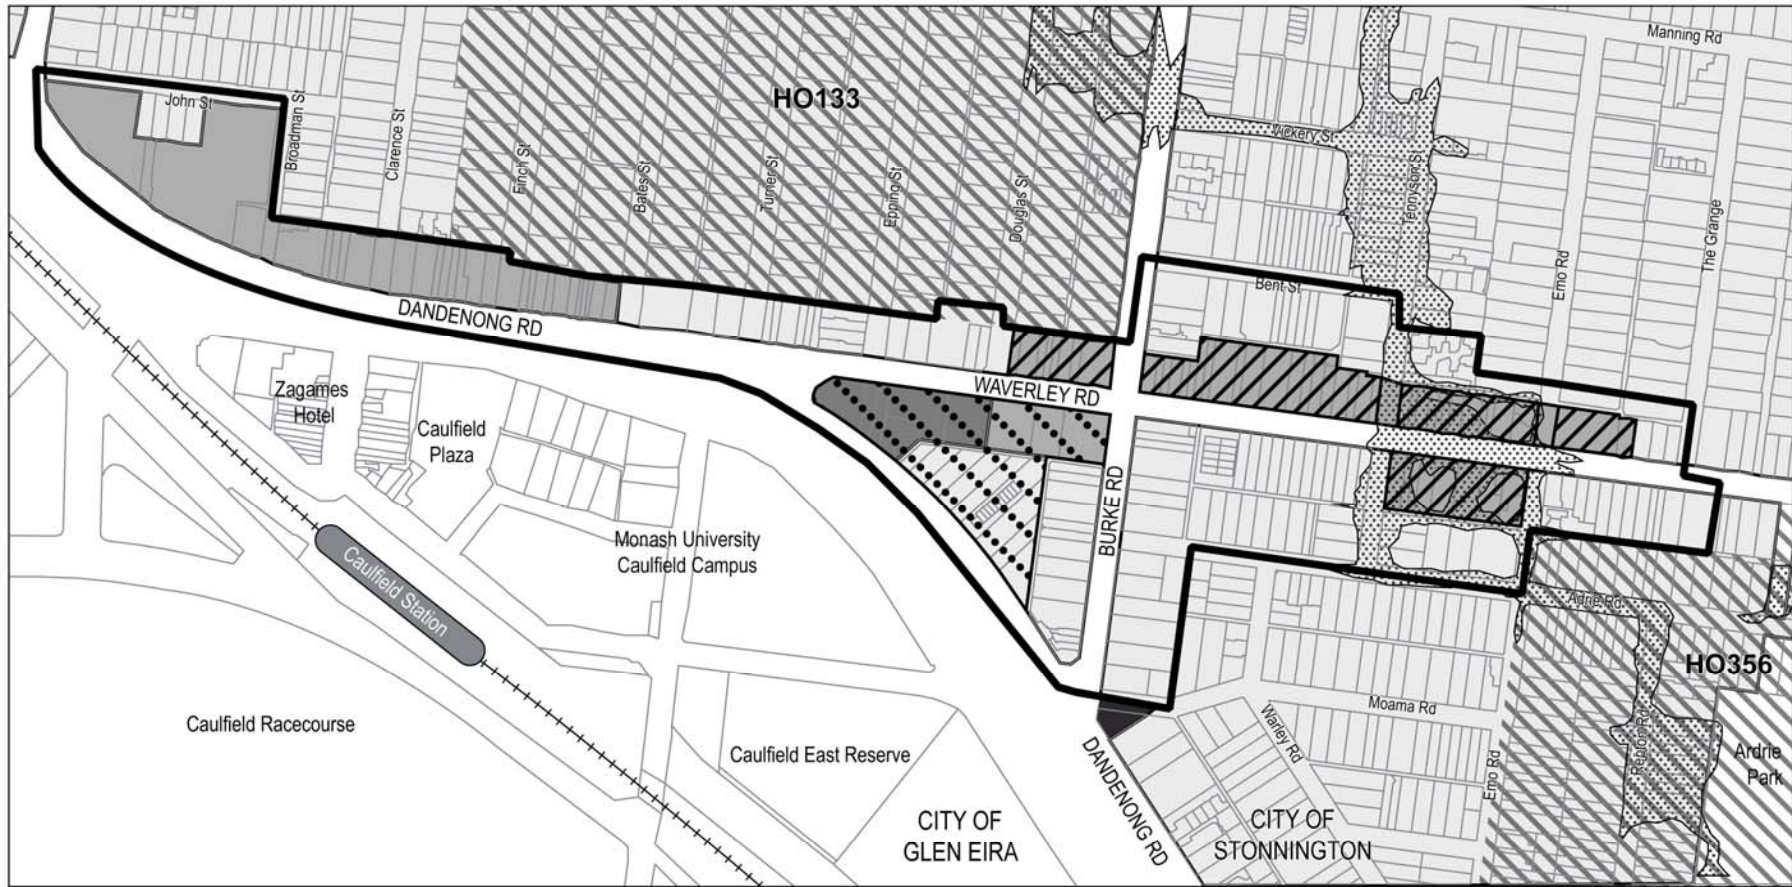 Manning Rd
HO133
John St
Broadman St
Clarence St
Finch St
Bates St
Turner St
Epping St
Douglas St
Vickery St
Tennyson St
The Grange
Emo Rd
Bent St
DANDENONG RD
WAVERLEY RD
Zagames
Hotel
Caulfield
Plaza
BURKE RD
Monash University
Caulfield Campus
Caulfield Station
Adrie Rd
HO356
Moama Rd
Caulfield Racecourse
Warley Rd
Repton Rd
Caulfield East Reserve
Emo Rd
Ardrie
Park
DANDENONG RD
CITY OF
GLEN EIRA
CITY OF
STONNINGTON